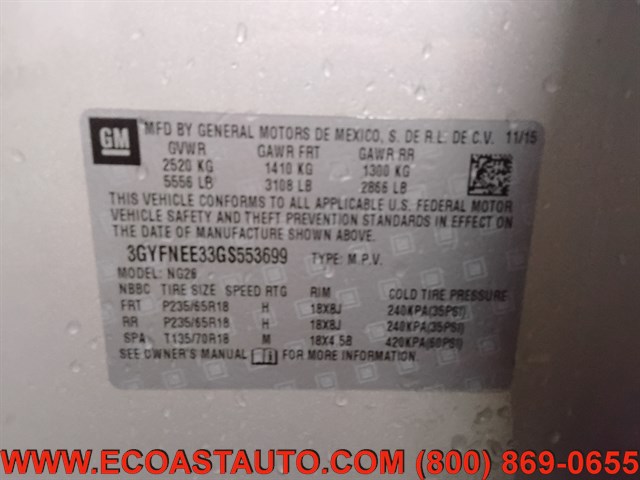 GM MFD BY GENERAL MOTORS DE MEXICO, S. DE R.L. DE C.V. 11/15
GVWR GAWR FRT GAWR RR
2520 KG 1410 KG 1300 KG
5556 LB 3108 LB 2866 LB
THIS VEHICLE CONFORMS TO ALL APPLICABLE U.S. FEDERAL MOTOR
VEHICLE SAFETY AND THEFT PREVENTION STANDARDS IN EFFECT ON THE
DATE OF MANUFACTURE SHOWN ABOVE.
3GYFNEE33GS553699 TYPE: M.P.V.
MODEL: NG26
NBBC TIRE SIZE SPEED RTG RIM COLD TIRE PRESSURE
FRT P235/65R18 H 18X8J 240KPA(35PSI)
RR P235/65R18 H 18X8J 240KPA(35PSI)
SPA T135/70R18 M 18X4.5B 420KPA(60PSI)
SEE OWNER'S MANUAL FOR MORE INFORMATION.
WWW.ECOASTAUTO.COM (800) 869-0655